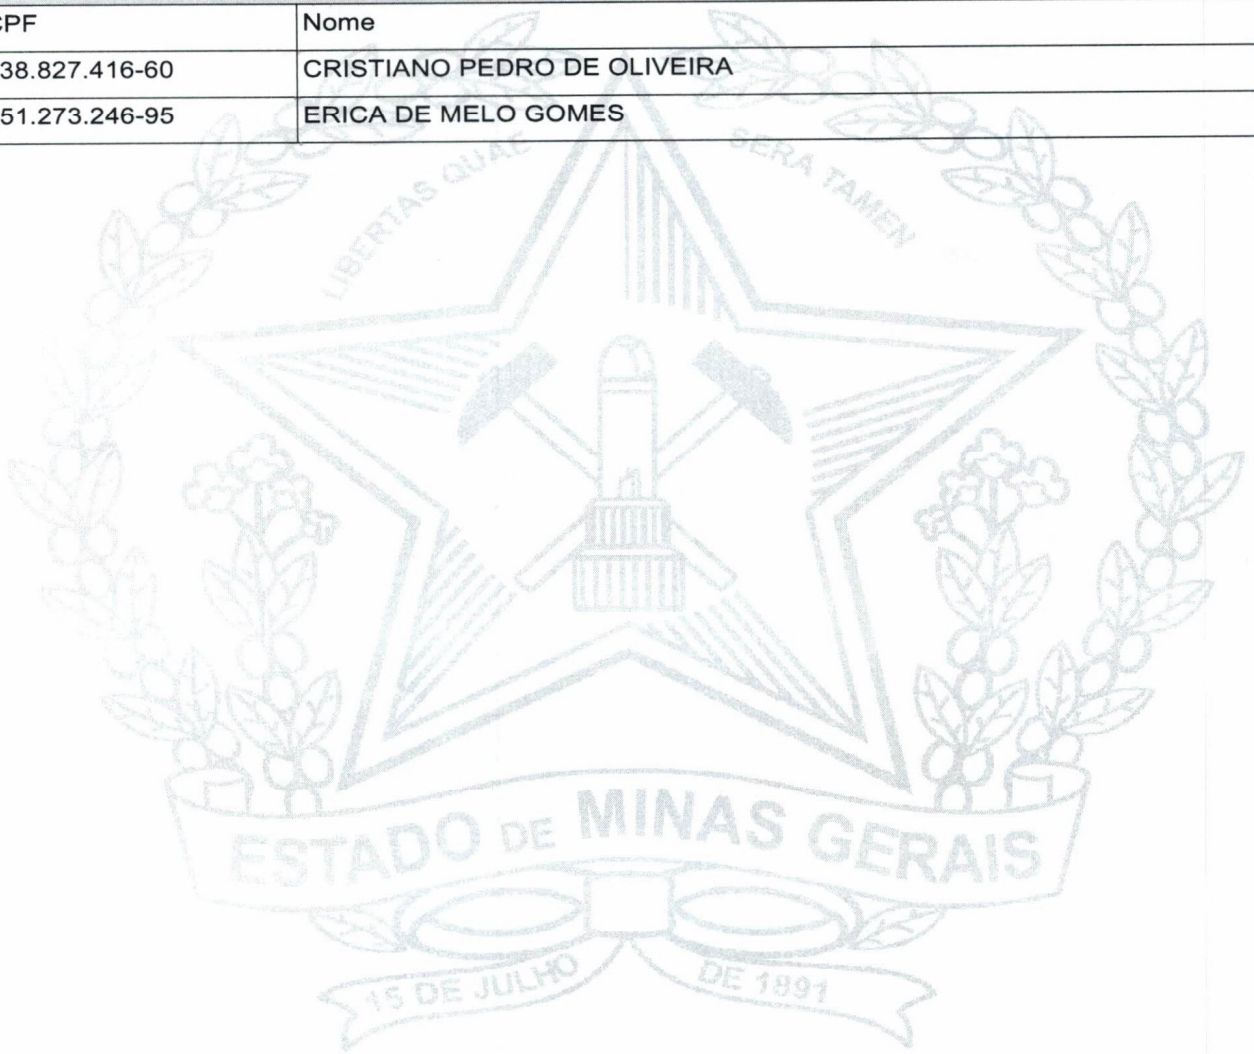 CPF Nome
38.827.416-60 CRISTIANO PEDRO DE OLIVEIRA
51.273.246-95 ERICA DE MELO GOMES
LIBERTAS QUAE SERA TAMEN
ESTADO DE MINAS GERAIS
15 DE JULHO DE 1891